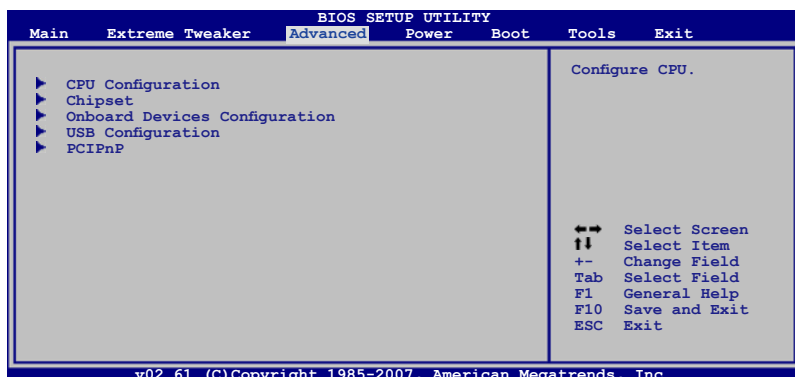 BIOS SETUP UTILITY
Main Extreme Tweaker Advanced Power Boot Tools Exit
CPU Configuration
Chipset
Onboard Devices Configuration
USB Configuration
PCIPnP
Configure CPU.
Select Screen
Select Item
+- Change Field
Tab Select Field
F1 General Help
F10 Save and Exit
ESC Exit
v02.61 (C)Copyright 1985-2007, American Megatrends, Inc.